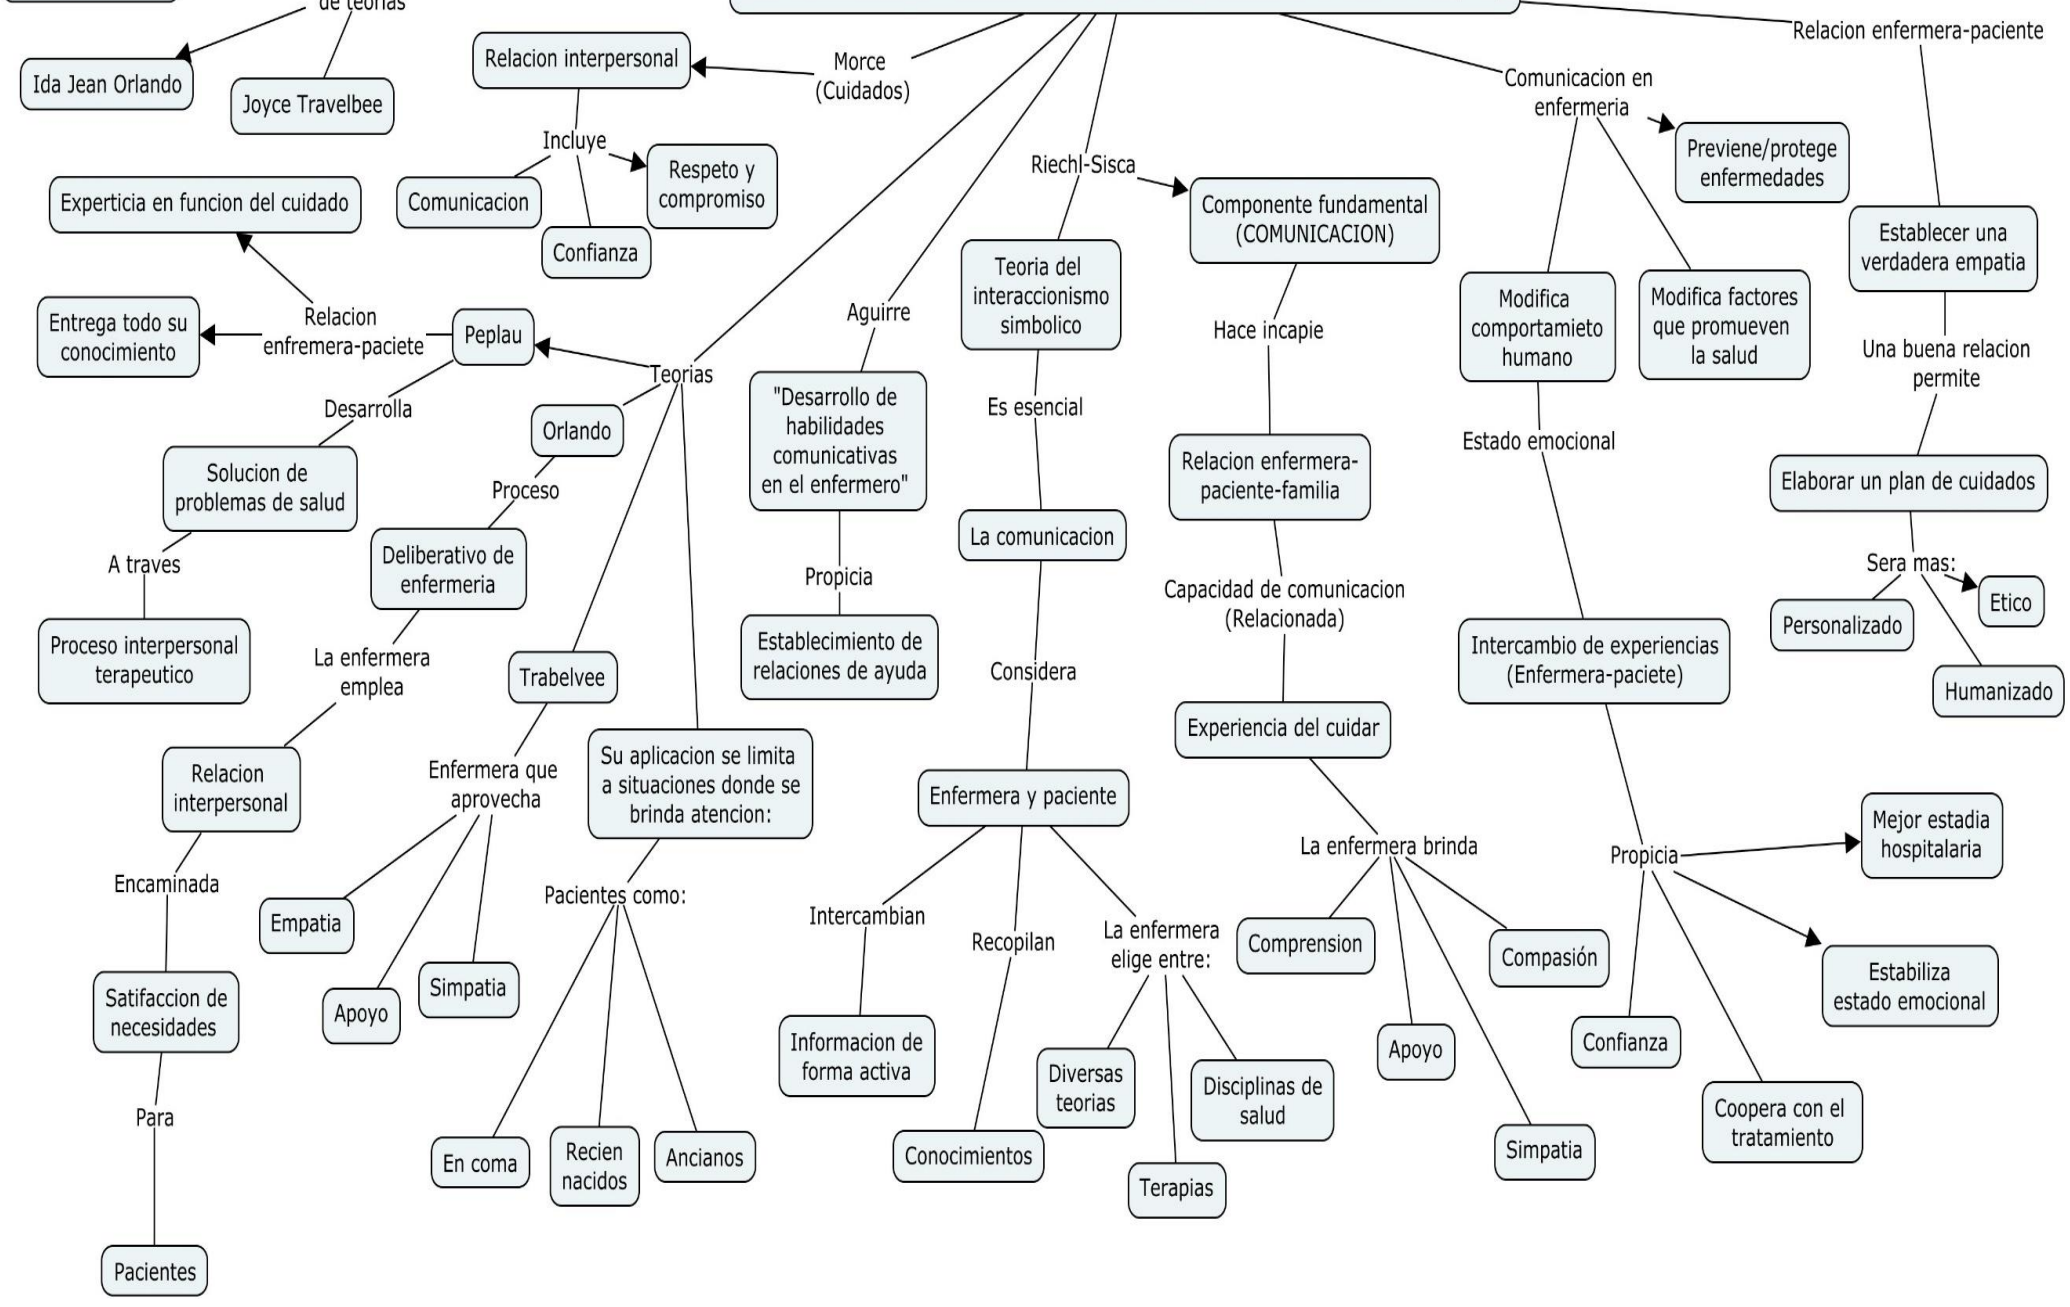 de teorias
Ida Jean Orlando
Joyce Travelbee
Relacion interpersonal
Incluye
Comunicacion
Confianza
Respeto y
compromiso
Morce
(Cuidados)
Experticia en funcion del cuidado
Entrega todo su
conocimiento
Relacion
enfremera-paciete
Peplau
Desarrolla
Solucion de
problemas de salud
A traves
Proceso interpersonal
terapeutico
Teorias
Orlando
Proceso
Deliberativo de
enfermeria
La enfermera
emplea
Relacion
interpersonal
Encaminada
Satifaccion de
necesidades
Para
Pacientes
Trabelvee
Enfermera que
aprovecha
Empatia
Apoyo
Simpatia
Su aplicacion se limita
a situaciones donde se
brinda atencion:
Pacientes como:
En coma
Recien
nacidos
Ancianos
Aguirre
"Desarrollo de
habilidades
comunicativas
en el enfermero"
Propicia
Establecimiento de
relaciones de ayuda
Riechl-Sisca
Teoria del
interaccionismo
simbolico
Es esencial
La comunicacion
Considera
Enfermera y paciente
Intercambian
Informacion de
forma activa
Recopilan
Conocimientos
La enfermera
elige entre:
Diversas
teorias
Terapias
Disciplinas de
salud
Componente fundamental
(COMUNICACION)
Hace incapie
Relacion enfermera-
paciente-familia
Capacidad de comunicacion
(Relacionada)
Experiencia del cuidar
La enfermera brinda
Comprension
Apoyo
Simpatia
Compasión
Comunicacion en
enfermeria
Previene/protege
enfermedades
Modifica
comportamieto
humano
Modifica factores
que promueven
la salud
Estado emocional
Intercambio de experiencias
(Enfermera-paciete)
Propicia
Mejor estadia
hospitalaria
Estabiliza
estado emocional
Confianza
Coopera con el
tratamiento
Relacion enfermera-paciente
Establecer una
verdadera empatia
Una buena relacion
permite
Elaborar un plan de cuidados
Sera mas:
Personalizado
Etico
Humanizado